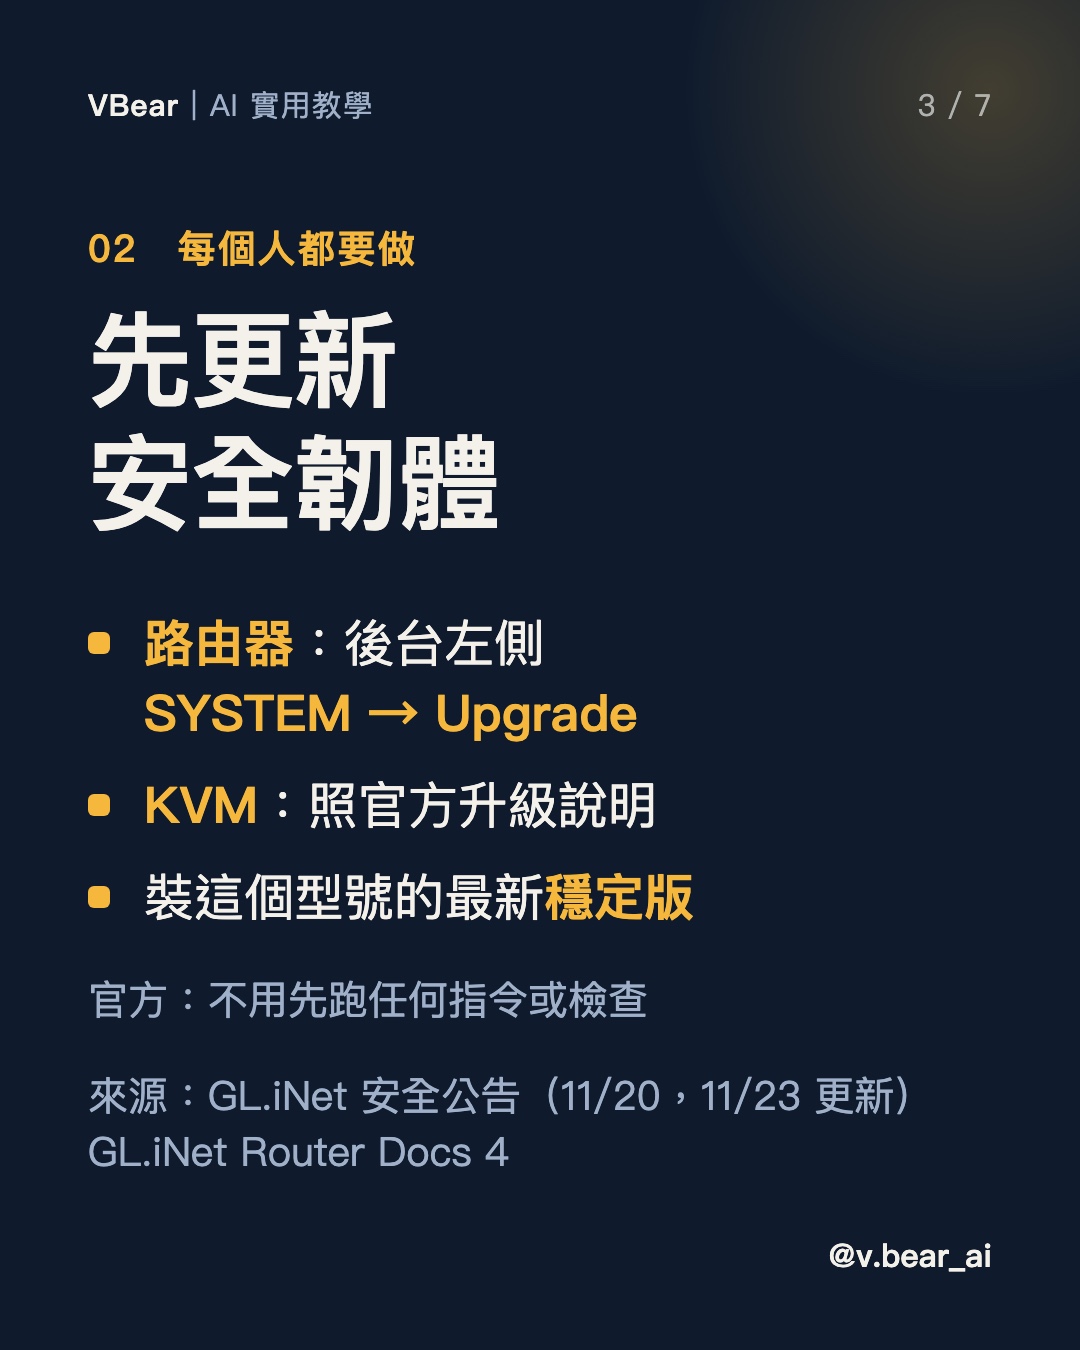 VBear | AI 實用教學
3 / 7
02 每個人都要做
先更新
安全韌體
路由器：後台左側
SYSTEM → Upgrade
KVM：照官方升級說明
裝這個型號的最新穩定版
官方：不用先跑任何指令或檢查
來源：GL.iNet 安全公告（11/20，11/23 更新）
GL.iNet Router Docs 4
@v.bear_ai